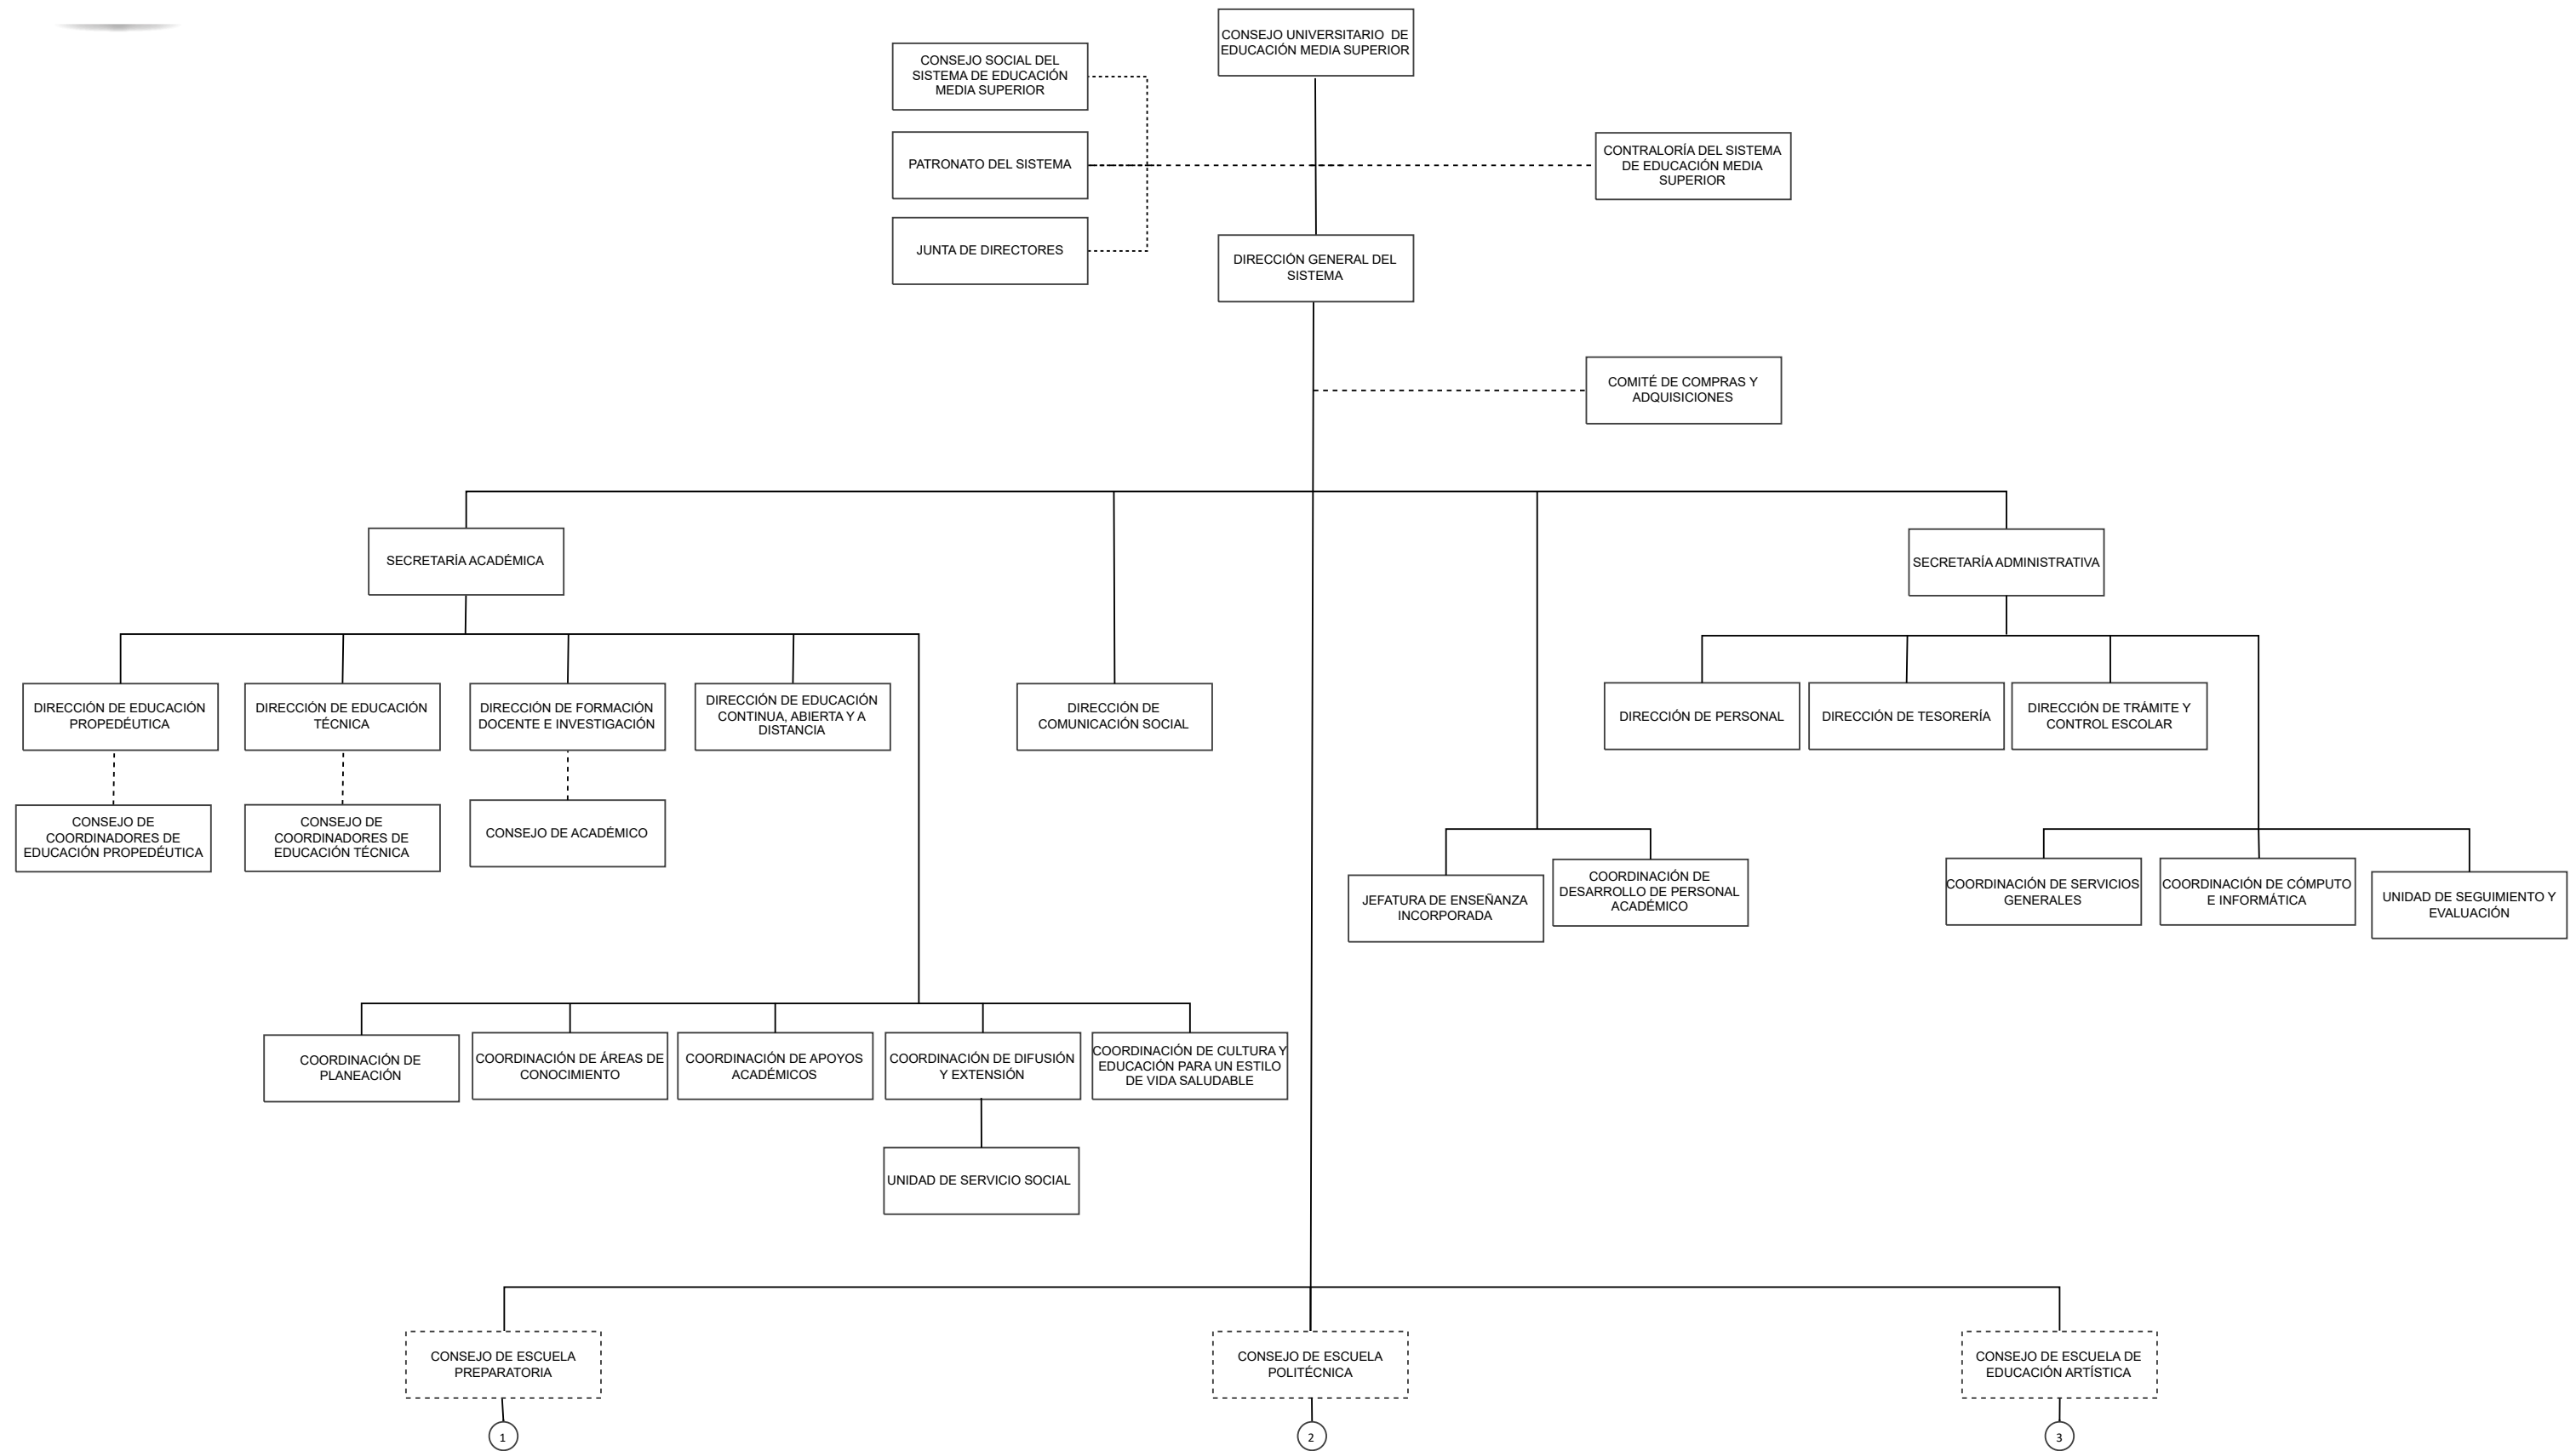 CONSEJO UNIVERSITARIO DE
EDUCACIÓN MEDIA SUPERIOR
CONSEJO SOCIAL DEL
SISTEMA DE EDUCACIÓN
MEDIA SUPERIOR
PATRONATO DEL SISTEMA
CONTRALORÍA DEL SISTEMA
DE EDUCACIÓN MEDIA
SUPERIOR
JUNTA DE DIRECTORES
DIRECCIÓN GENERAL DEL
SISTEMA
COMITÉ DE COMPRAS Y
ADQUISICIONES
SECRETARÍA ACADÉMICA
SECRETARÍA ADMINISTRATIVA
DIRECCIÓN DE EDUCACIÓN
PROPEDÉUTICA
DIRECCIÓN DE EDUCACIÓN
TÉCNICA
DIRECCIÓN DE FORMACIÓN
DOCENTE E INVESTIGACIÓN
DIRECCIÓN DE EDUCACIÓN
CONTINUA, ABIERTA Y A
DISTANCIA
DIRECCIÓN DE
COMUNICACIÓN SOCIAL
DIRECCIÓN DE PERSONAL
DIRECCIÓN DE TESORERÍA
DIRECCIÓN DE TRÁMITE Y
CONTROL ESCOLAR
CONSEJO DE
COORDINADORES DE
EDUCACIÓN PROPEDÉUTICA
CONSEJO DE
COORDINADORES DE
EDUCACIÓN TÉCNICA
CONSEJO DE ACADÉMICO
JEFATURA DE ENSEÑANZA
INCORPORADA
COORDINACIÓN DE
DESARROLLO DE PERSONAL
ACADÉMICO
COORDINACIÓN DE SERVICIOS
GENERALES
COORDINACIÓN DE CÓMPUTO
E INFORMÁTICA
UNIDAD DE SEGUIMIENTO Y
EVALUACIÓN
COORDINACIÓN DE
PLANEACIÓN
COORDINACIÓN DE ÁREAS DE
CONOCIMIENTO
COORDINACIÓN DE APOYOS
ACADÉMICOS
COORDINACIÓN DE DIFUSIÓN
Y EXTENSIÓN
COORDINACIÓN DE CULTURA Y
EDUCACIÓN PARA UN ESTILO
DE VIDA SALUDABLE
UNIDAD DE SERVICIO SOCIAL
CONSEJO DE ESCUELA
PREPARATORIA
CONSEJO DE ESCUELA
POLITÉCNICA
CONSEJO DE ESCUELA DE
EDUCACIÓN ARTÍSTICA
1
2
3